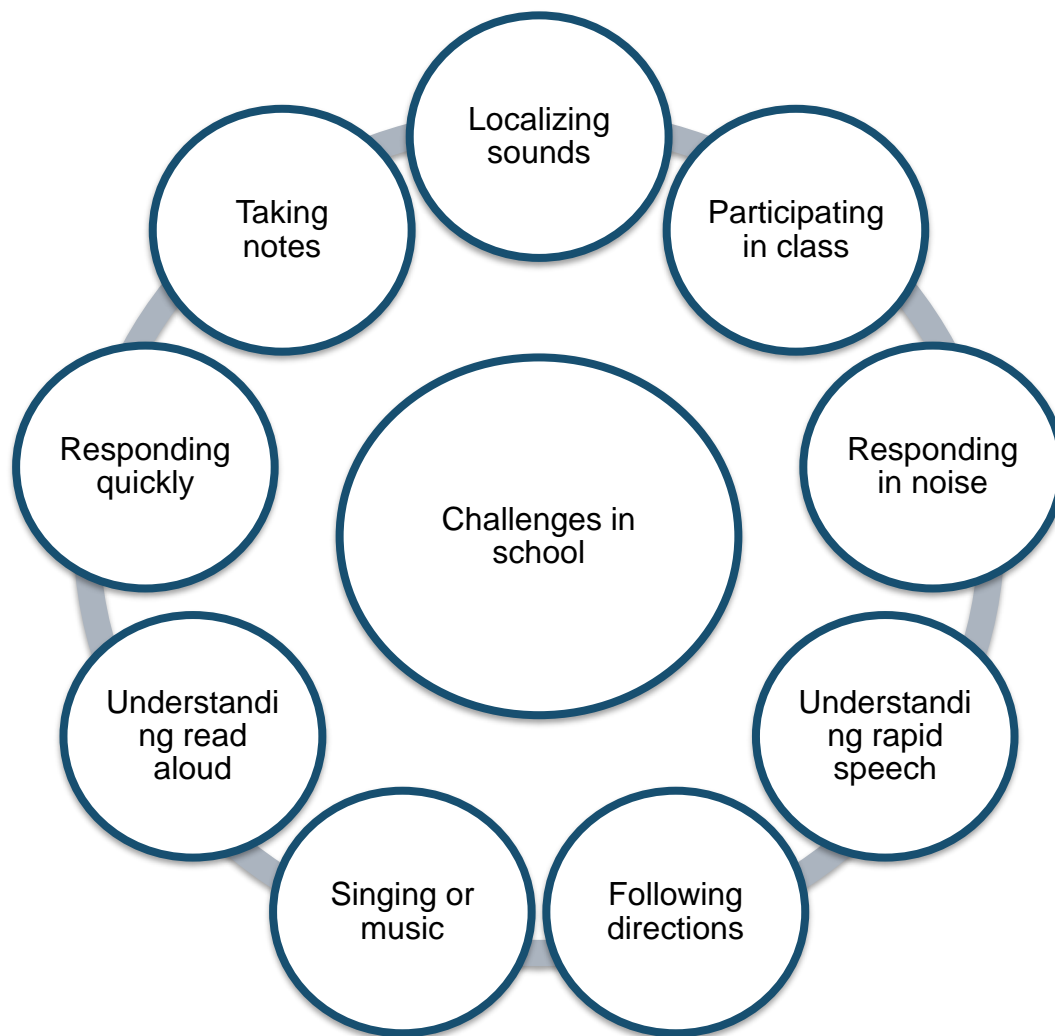 Localizing
sounds
Participating
in class
Responding
in noise
Understandi
ng rapid
speech
Following
directions
Singing or
music
Understandi
ng read
aloud
Responding
quickly
Taking
notes
Challenges in
school